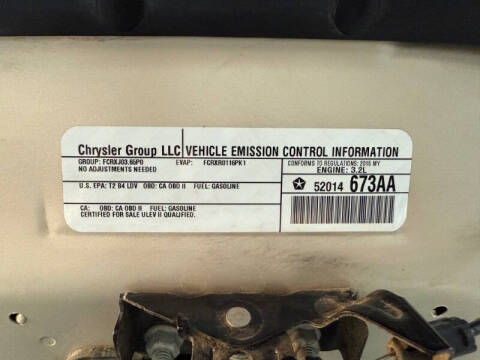 Chrysler Group LLC VEHICLE EMISSION CONTROL INFORMATION
GROUP: FCRXJ03.65P0 EVAP: FCRXR0116PK1 CONFORMS TO REGULATIONS: 2015 MY
NO ADJUSTMENTS NEEDED ENGINE: 3.2L
U.S. EPA: T2 B4 LDV OBD: CA OBD II FUEL: GASOLINE
52014 673AA
CA: OBD: CA OBD II FUEL: GASOLINE
CERTIFIED FOR SALE ULEV II QUALIFIED.